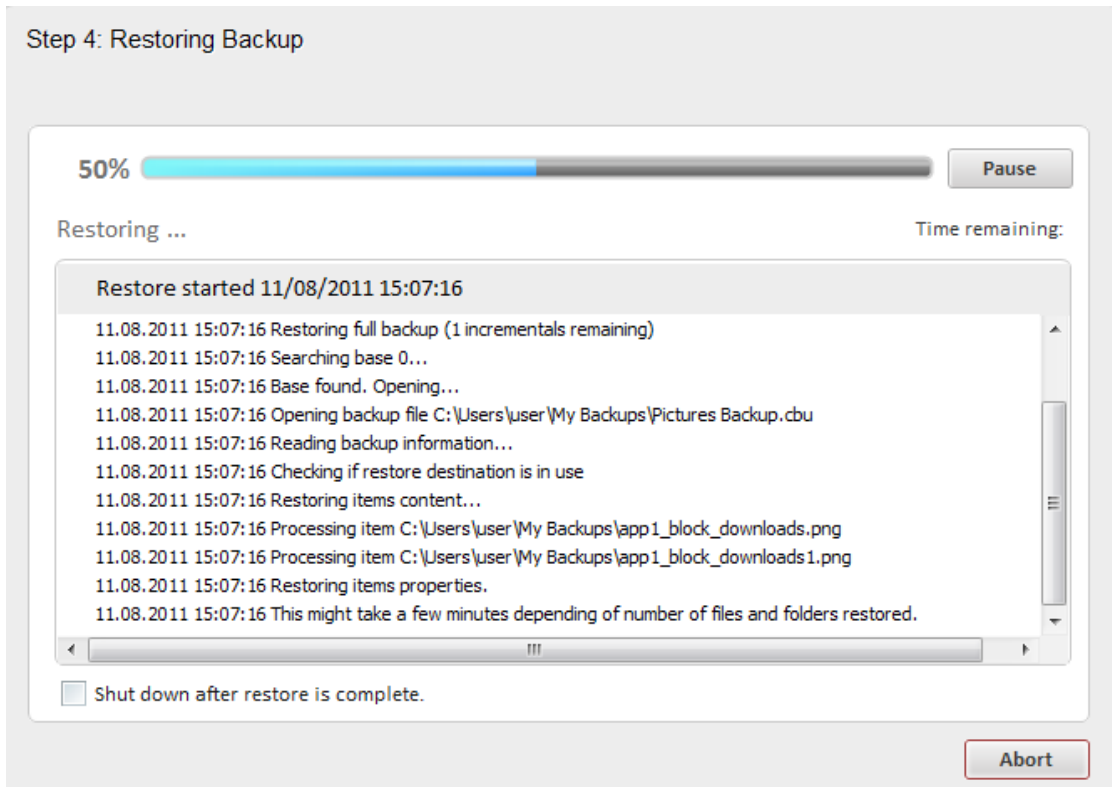 Step 4: Restoring Backup
50%
Pause
Restoring ...
Time remaining:
Restore started 11/08/2011 15:07:16
11.08.2011 15:07:16 Restoring full backup (1 incrementals remaining)
11.08.2011 15:07:16 Searching base 0...
11.08.2011 15:07:16 Base found. Opening...
11.08.2011 15:07:16 Opening backup file C:\Users\user\My Backups\Pictures Backup.cbu
11.08.2011 15:07:16 Reading backup information...
11.08.2011 15:07:16 Checking if restore destination is in use
11.08.2011 15:07:16 Restoring items content...
11.08.2011 15:07:16 Processing item C:\Users\user\My Backups\app1_block_downloads.png
11.08.2011 15:07:16 Processing item C:\Users\user\My Backups\app1_block_downloads1.png
11.08.2011 15:07:16 Restoring items properties.
11.08.2011 15:07:16 This might take a few minutes depending of number of files and folders restored.
Shut down after restore is complete.
Abort